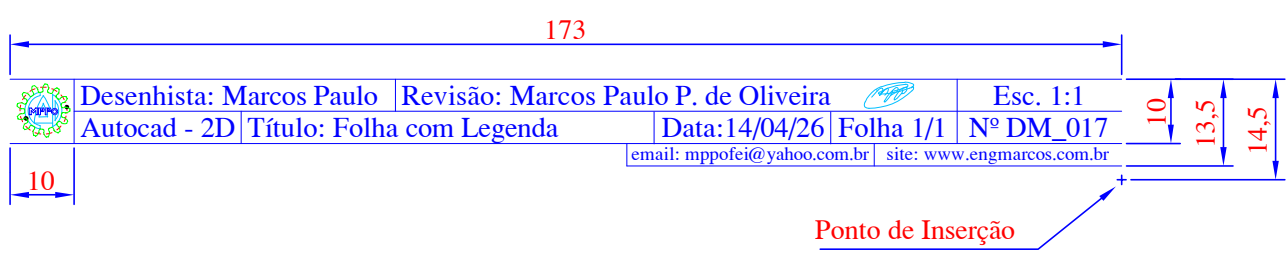 173
Desenhista: Marcos Paulo Revisão: Marcos Paulo P. de Oliveira Esc. 1:1
MPPO
Autocad - 2D Título: Folha com Legenda Data:14/04/26 Folha 1/1 Nº DM_017
email: mppofei@yahoo.com.br site: www.engmarcos.com.br
10
13,5
14,5
10
Ponto de Inserção